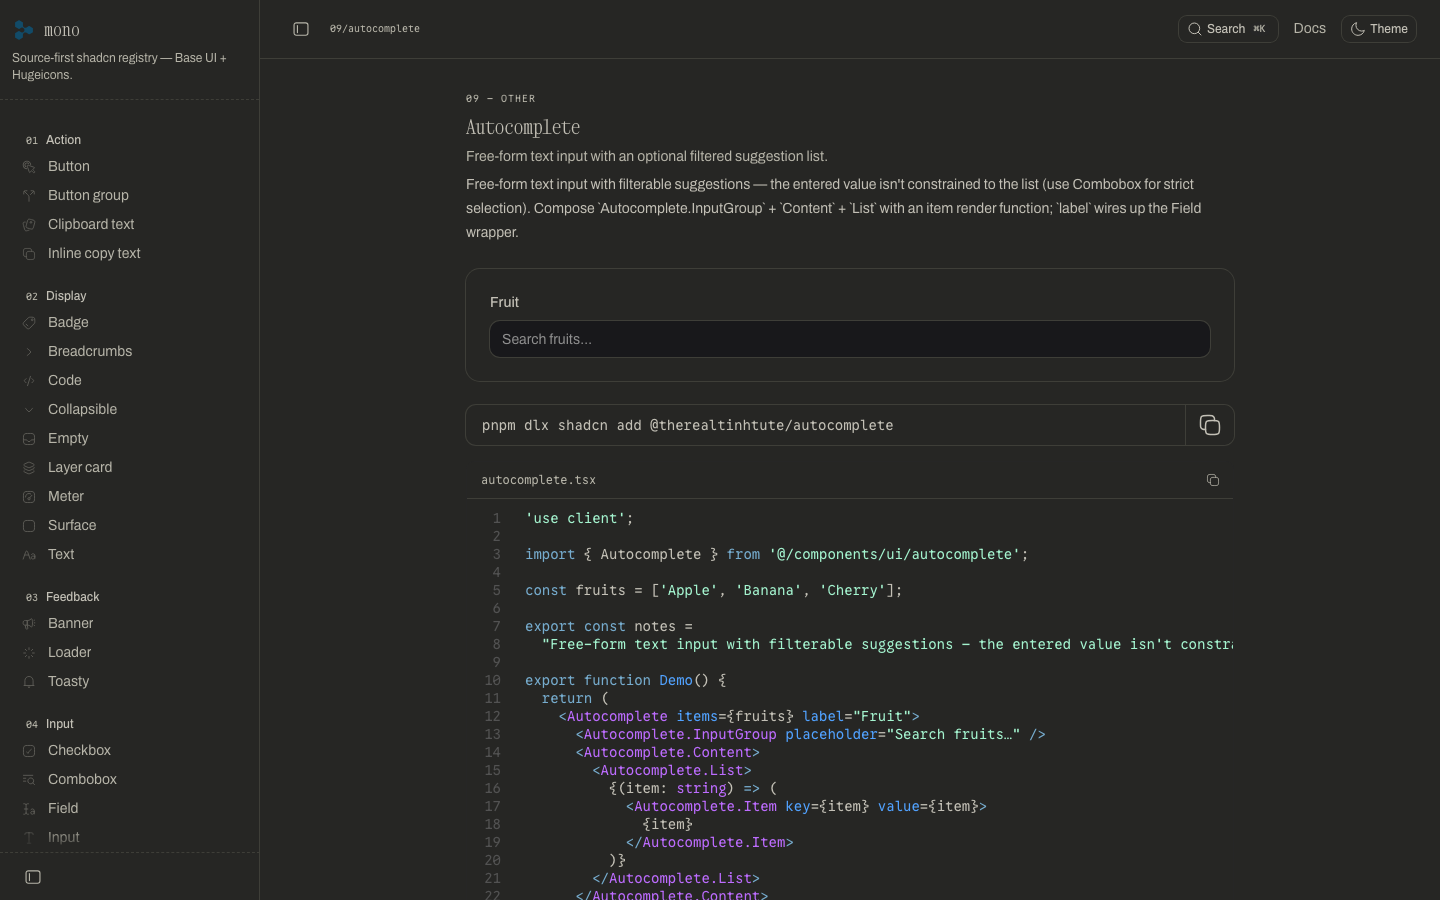 mono
Source-first shadcn registry — Base UI +
Hugeicons.
01 Action
Button
Button group
Clipboard text
Inline copy text
02 Display
Badge
Breadcrumbs
Code
Collapsible
Empty
Layer card
Meter
Surface
Text
03 Feedback
Banner
Loader
Toasty
04 Input
Checkbox
Combobox
Field
Input
09/autocomplete
Search ⌘K
Docs
Theme
09 — OTHER
Autocomplete
Free-form text input with an optional filtered suggestion list.
Free-form text input with filterable suggestions — the entered value isn't constrained to the list (use Combobox for strict
selection). Compose `Autocomplete.InputGroup` + `Content` + `List` with an item render function; `label` wires up the Field
wrapper.
Fruit
Search fruits...
pnpm dlx shadcn add @therealtinhtute/autocomplete
autocomplete.tsx
1 'use client';
2
3 import { Autocomplete } from '@/components/ui/autocomplete';
4
5 const fruits = ['Apple', 'Banana', 'Cherry'];
6
7 export const notes =
8 "Free-form text input with filterable suggestions — the entered value isn't constra
9
10 export function Demo() {
11 return (
12 <Autocomplete items={fruits} label="Fruit">
13 <Autocomplete.InputGroup placeholder="Search fruits…" />
14 <Autocomplete.Content>
15 <Autocomplete.List>
16 {(item: string) => (
17 <Autocomplete.Item key={item} value={item}>
18 {item}
19 </Autocomplete.Item>
20 )}
21 </Autocomplete.List>
22 </Autocomplete.Content>